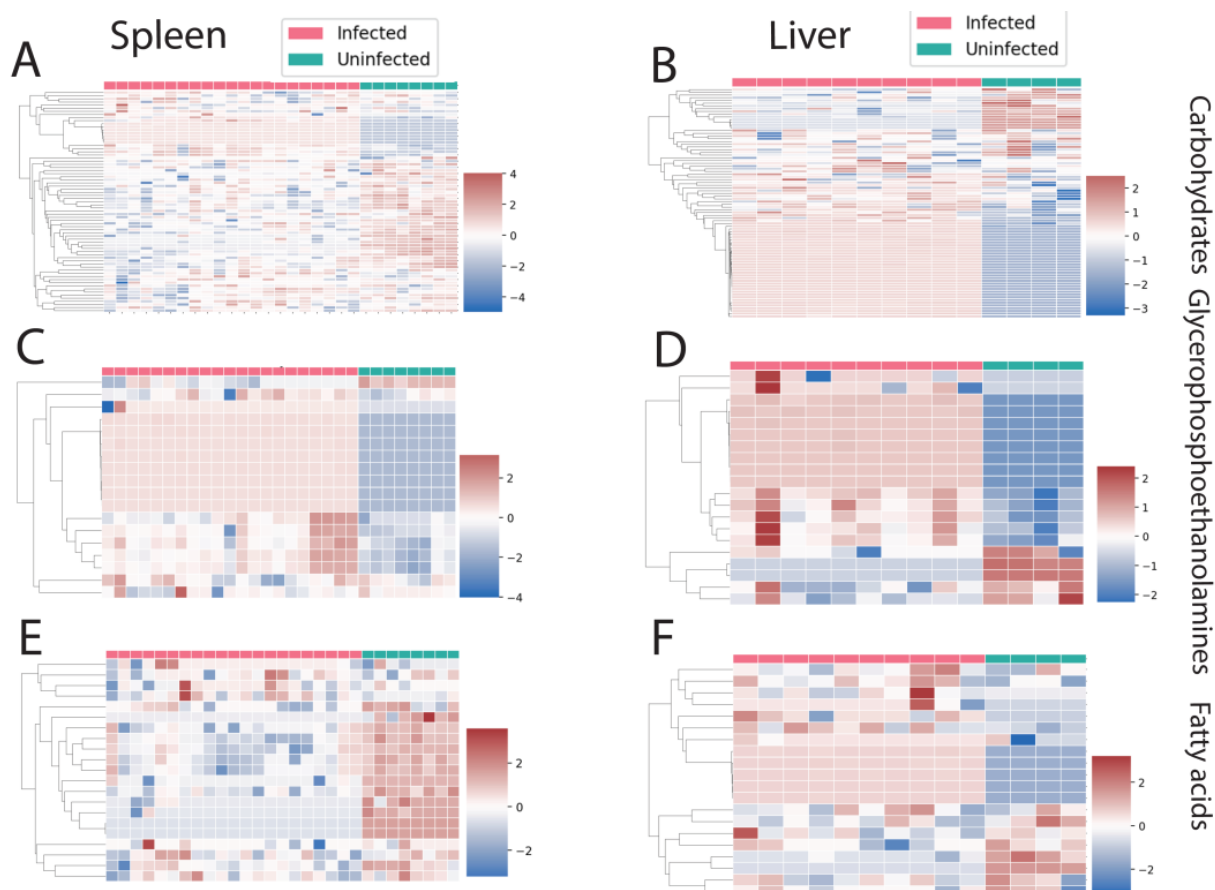 Spleen
Infected
Uninfected
Liver
Infected
Uninfected
A
4
2
0
−2
−4
B
2
1
0
−1
−2
−3
Carbohydrates
C
2
0
−2
−4
D
2
1
0
−1
−2
Glycerophosphoethanolamines
E
2
0
−2
F
2
0
−2
Fatty acids